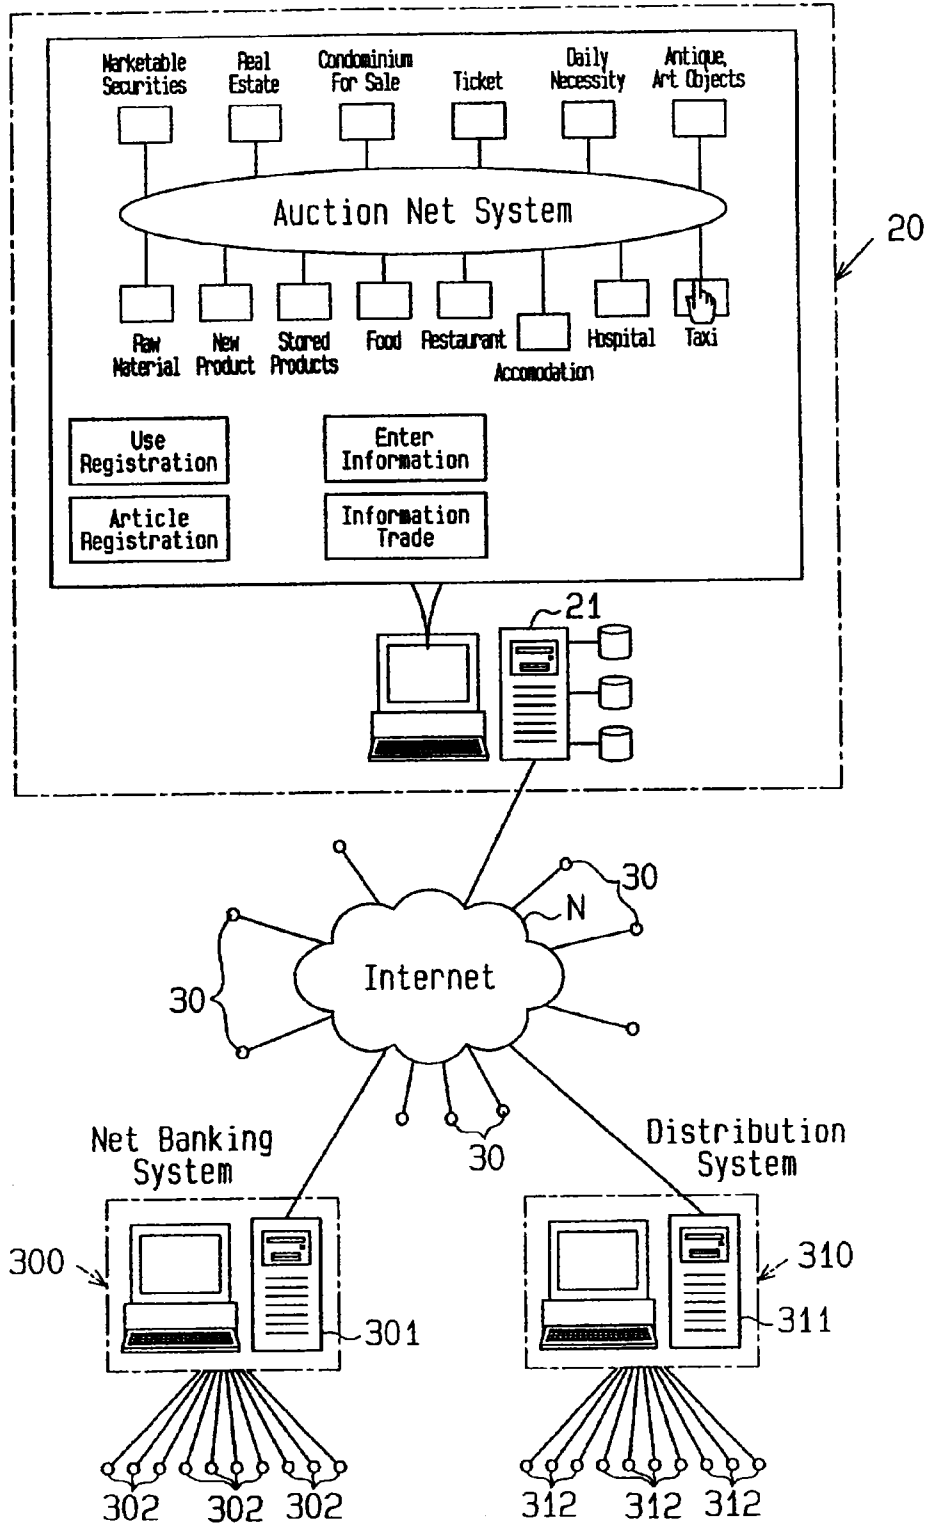 Marketable
Securities
Real
Estate
Condominium
For Sale
Ticket
Daily
Necessity
Antique,
Art Objects
Auction Net System
20
Raw
Material
New
Product
Stored
Products
Food
Restaurant
Accomodation
Hospital
Taxi
Use
Registration
Enter
Information
Article
Registration
Information
Trade
21
30
N
Internet
30
30
Net Banking
System
Distribution
System
300
301
310
311
302
302
302
312
312
312